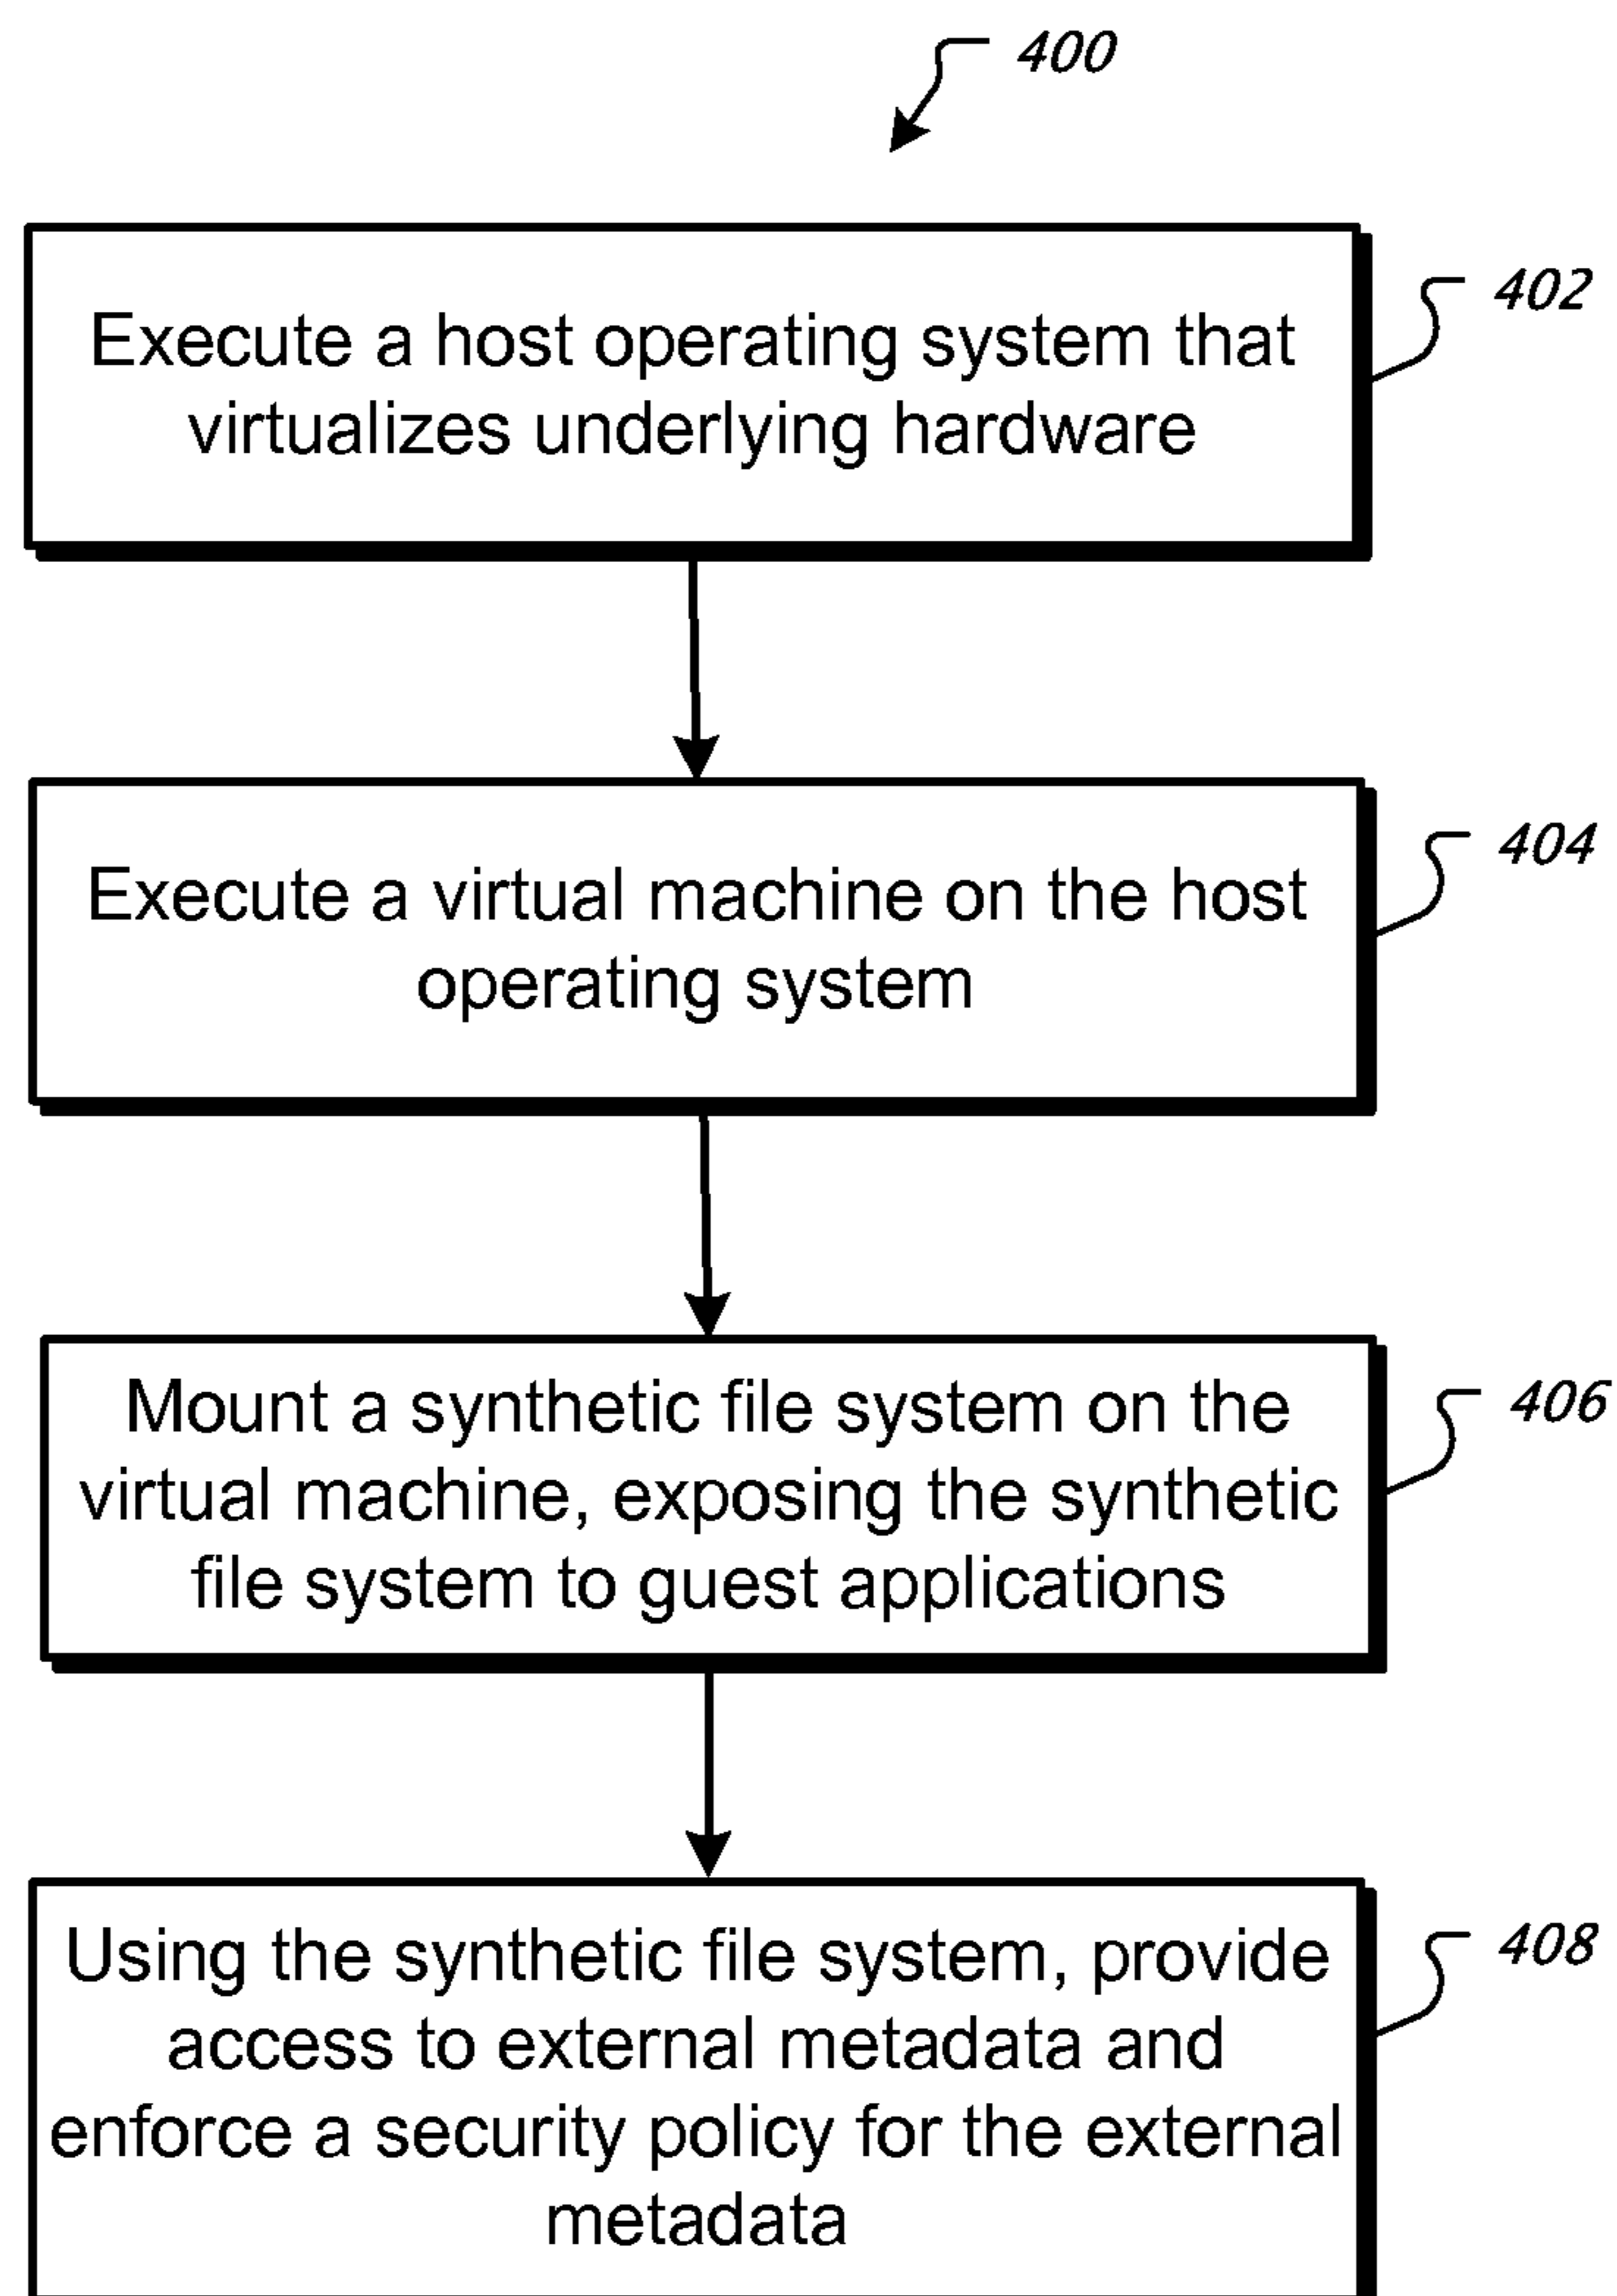 400
Execute a host operating system that
virtualizes underlying hardware
402
Execute a virtual machine on the host
operating system
404
Mount a synthetic file system on the
virtual machine, exposing the synthetic
file system to guest applications
406
Using the synthetic file system, provide
access to external metadata and
enforce a security policy for the external
metadata
408